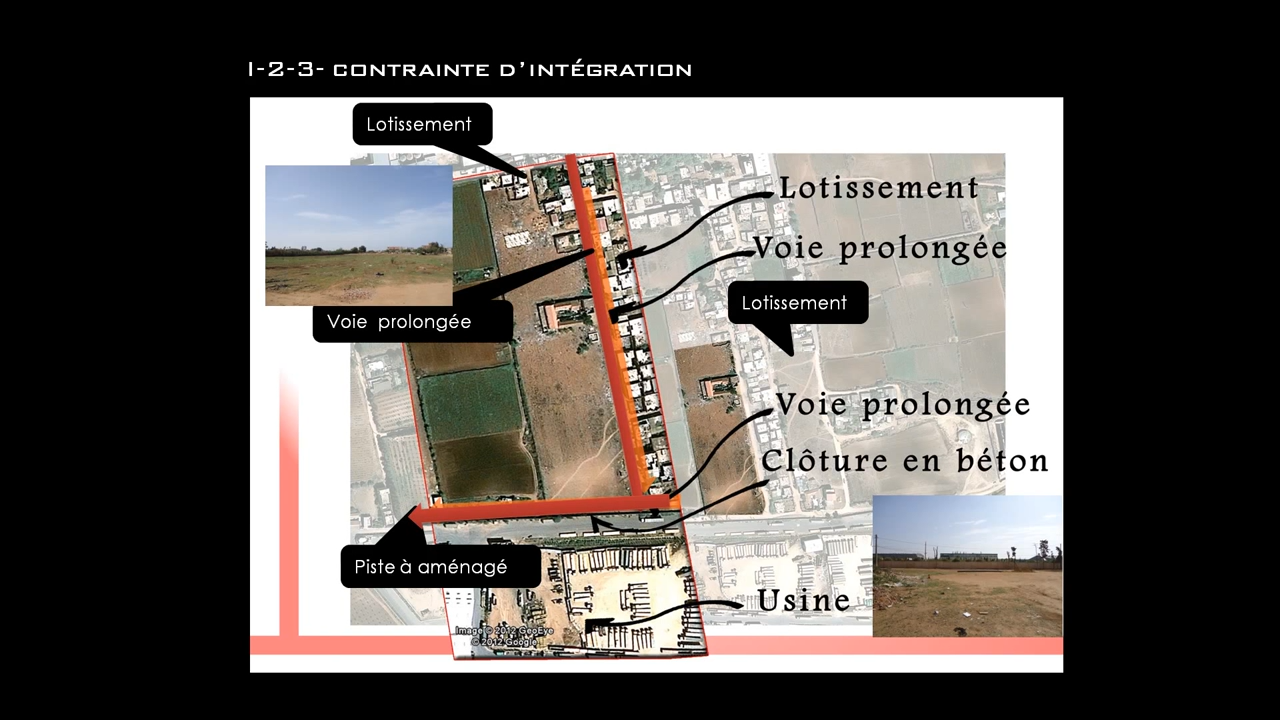 I-2-3- CONTRAINTE D'INTÉGRATION
Lotissement
Lotissement
Voie prolongée
Lotissement
Voie prolongée
Voie prolongée
Clôture en béton
Piste à aménagé
Usine
Image © 2012 GeoEye
© 2012 Google